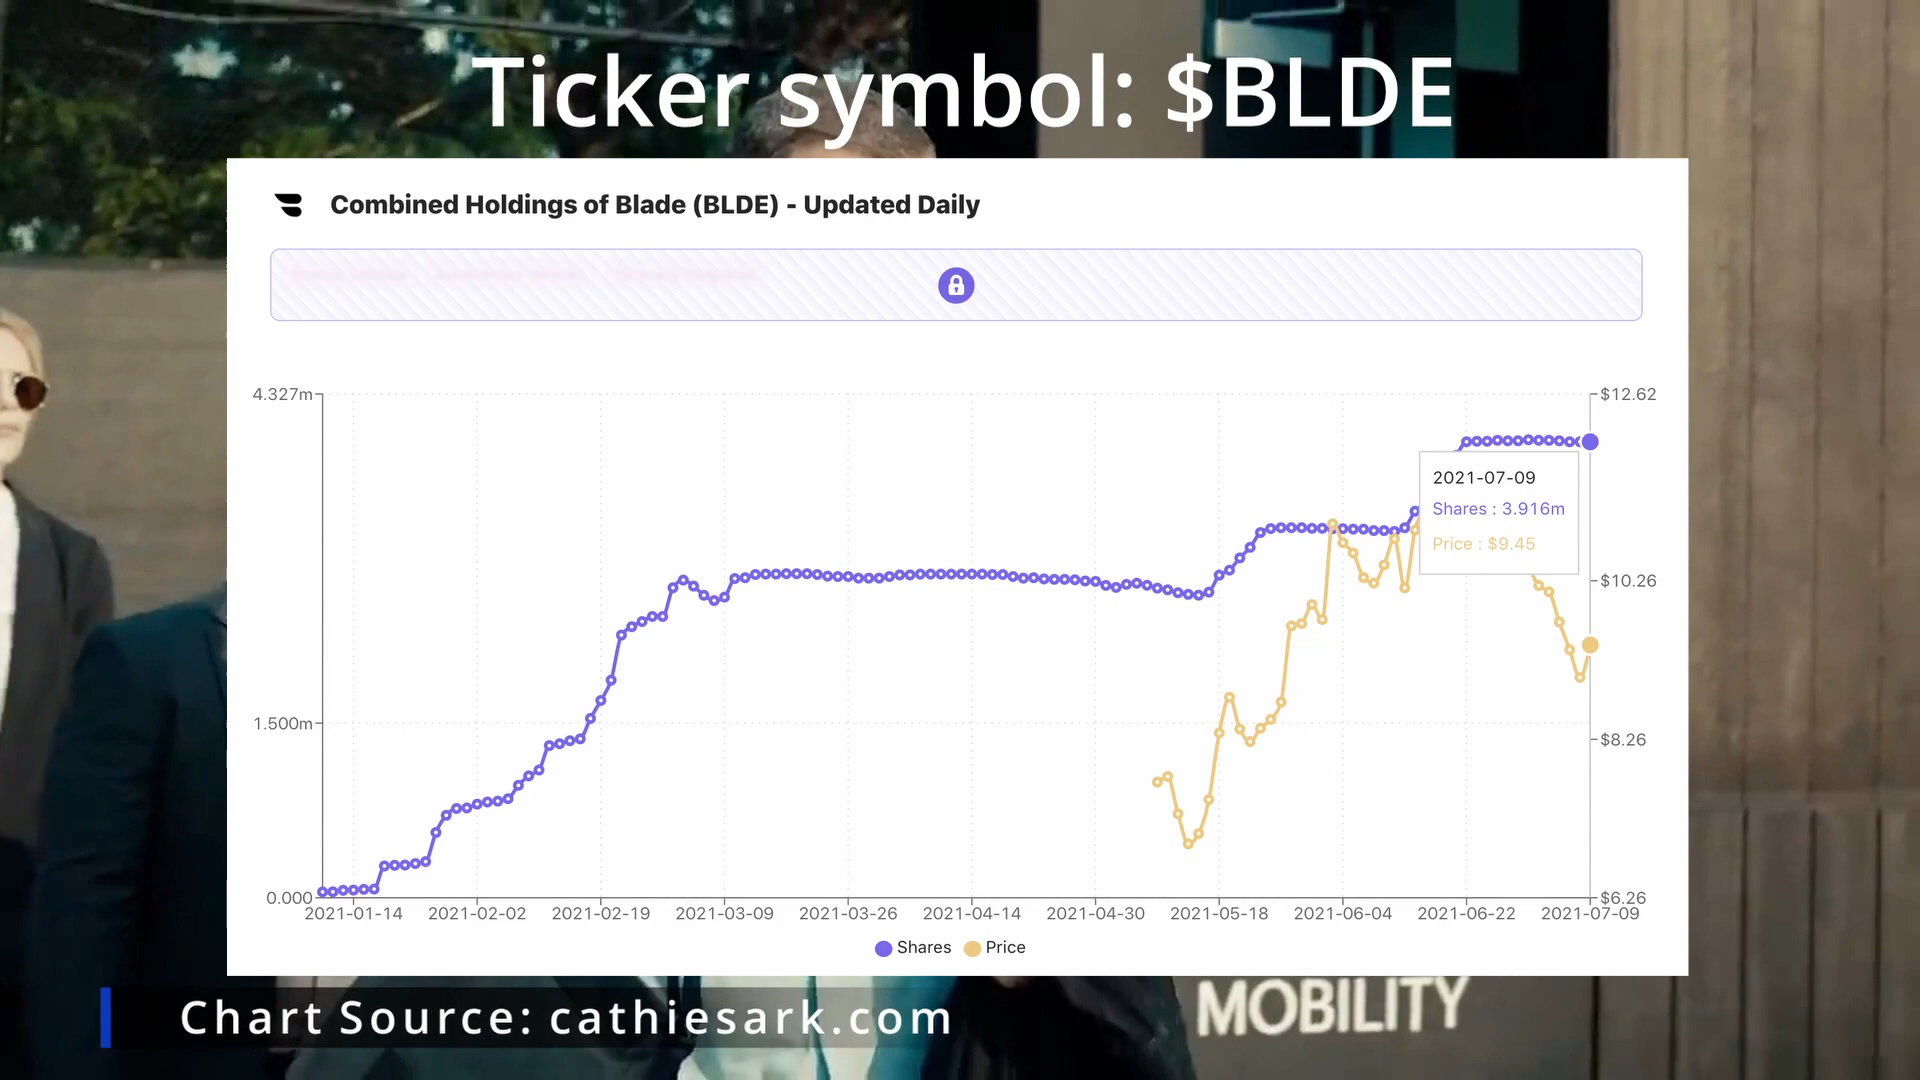 Ticker symbol: $BLDE
Combined Holdings of Blade (BLDE) - Updated Daily
4.327m
1.500m
0.000
$12.62
$10.26
$8.26
$6.26
2021-07-09
Shares : 3.916m
Price : $9.45
2021-01-14 2021-02-02 2021-02-19 2021-03-09 2021-03-26 2021-04-14 2021-04-30 2021-05-18 2021-06-04 2021-06-22 2021-07-09
Shares Price
Chart Source: cathiesark.com
MOBILITY